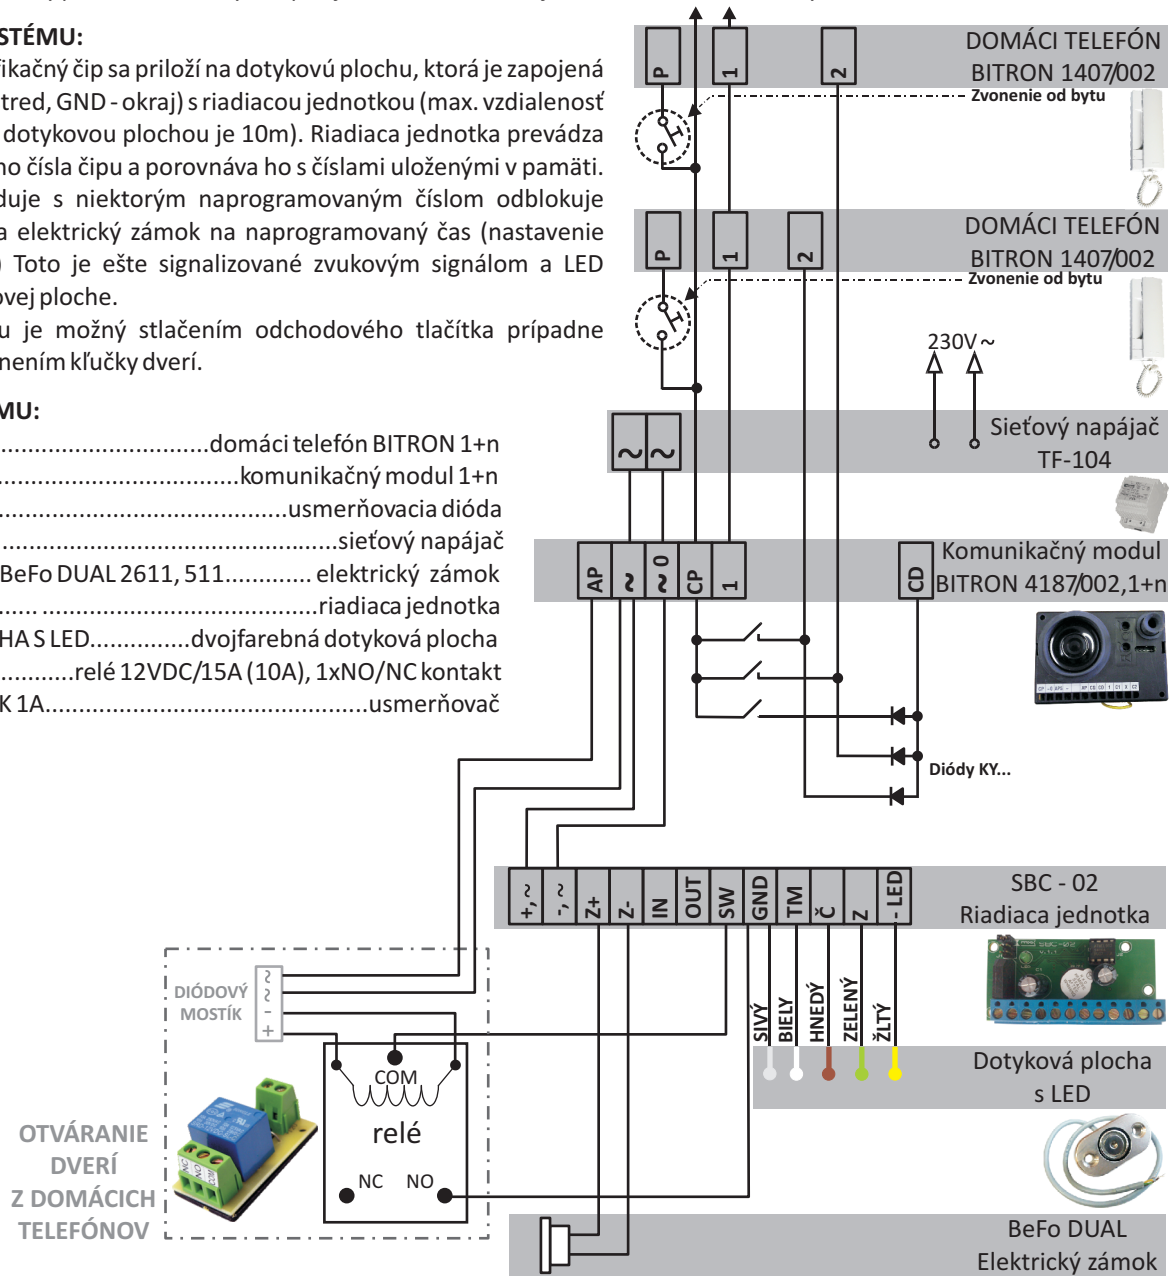 STÉMU:
fikačný čip sa priloží na dotykovú plochu, ktorá je zapojená
tred, GND - okraj) s riadiacou jednotkou (max. vzdialenosť
dotykovou plochou je 10m). Riadiaca jednotka prevádza
no čísla čipu a porovnáva ho s číslami uloženými v pamäti.
duje s niektorým naprogramovaným číslom odblokuje
a elektrický zámok na naprogramovaný čas (nastavenie
) Toto je ešte signalizované zvukovým signálom a LED
ovej ploche.
u je možný stlačením odchodového tlačítka prípadne
nením kľučky dverí.
MU:
...domáci telefón BITRON 1+n
...komunikačný modul 1+n
...usmerňovacia dióda
...sieťový napájač
BeFo DUAL 2611, 511............. elektrický zámok
.... ...riadiaca jednotka
HA S LED...............dvojfarebná dotyková plocha
............relé 12VDC/15A (10A), 1xNO/NC kontakt
K 1A...usmerňovač
P
1
2
DOMÁCI TELEFÓN
BITRON 1407/002
Zvonenie od bytu
P
1
2
DOMÁCI TELEFÓN
BITRON 1407/002
Zvonenie od bytu
230V~
~
~
Sieťový napájač
TF-104
AP
~
~ 0
CP
1
CD
Komunikačný modul
BITRON 4187/002,1+n
Diódy KY...
+, ~
-, ~
Z+
Z-
IN
OUT
SW
GND
TM
Č
Z
- LED
SBC - 02
Riadiaca jednotka
SBC-02
SIVÝ
BIELY
HNEDÝ
ZELENÝ
ŽLTÝ
Dotyková plocha
s LED
DIÓDOVÝ
MOSTÍK
~
~
-
+
COM
relé
NC
NO
NC
NO
COM
OTVÁRANIE
DVERÍ
Z DOMÁCICH
TELEFÓNOV
BeFo DUAL
Elektrický zámok